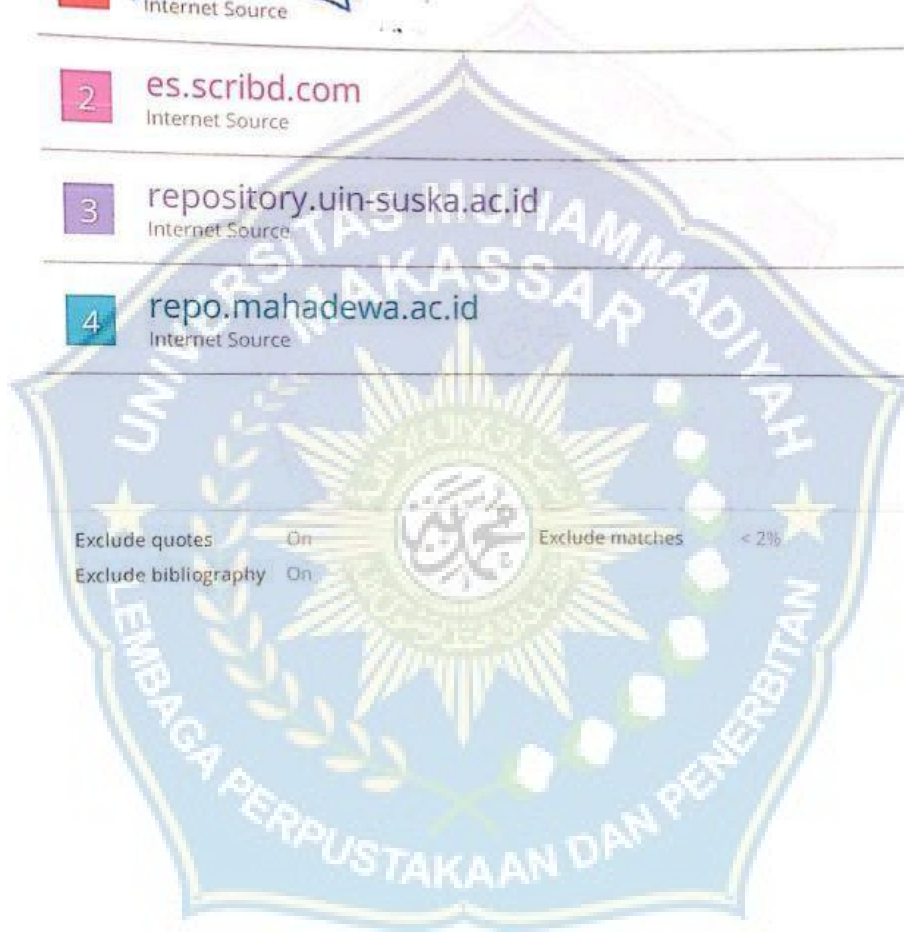 Internet Source
2
es.scribd.com
Internet Source
3
repository.uin-suska.ac.id
Internet Source
4
repo.mahadewa.ac.id
Internet Source
UNIVERSITAS MUHAMMADIYAH
MAKASSAR
Exclude quotes On
Exclude matches < 2%
Exclude bibliography On
LEMBAGA PERPUSTAKAAN DAN PENERBITAN